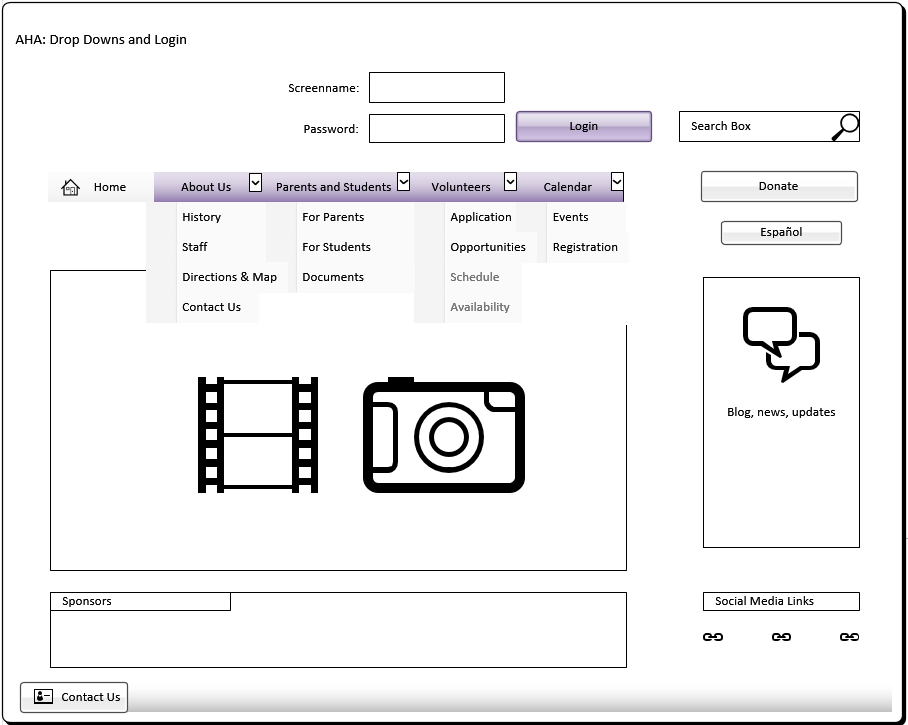 AHA: Drop Downs and Login
Screenname:
Password:
Login
Search Box
Home
About Us
Parents and Students
Volunteers
Calendar
Donate
History
For Parents
Application
Events
Español
Staff
For Students
Opportunities
Registration
Directions & Map
Documents
Schedule
Contact Us
Availability
Blog, news, updates
Sponsors
Social Media Links
Contact Us